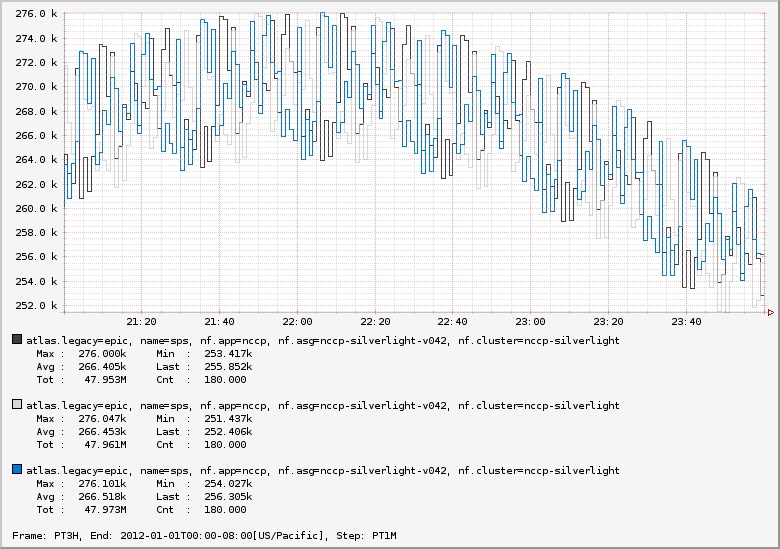 276.0 k
274.0 k
272.0 k
270.0 k
268.0 k
266.0 k
264.0 k
262.0 k
260.0 k
258.0 k
256.0 k
254.0 k
252.0 k
21:20 21:40 22:00 22:20 22:40 23:00 23:20 23:40
atlas.legacy=epic, name=sps, nf.app=nccp, nf.asg=nccp-silverlight-v042, nf.cluster=nccp-silverlight
Max : 276.000k Min : 253.417k
Avg : 266.405k Last : 255.852k
Tot : 47.953M Cnt : 180.000
atlas.legacy=epic, name=sps, nf.app=nccp, nf.asg=nccp-silverlight-v042, nf.cluster=nccp-silverlight
Max : 276.047k Min : 251.437k
Avg : 266.453k Last : 252.406k
Tot : 47.961M Cnt : 180.000
atlas.legacy=epic, name=sps, nf.app=nccp, nf.asg=nccp-silverlight-v042, nf.cluster=nccp-silverlight
Max : 276.101k Min : 254.027k
Avg : 266.518k Last : 256.305k
Tot : 47.973M Cnt : 180.000
Frame: PT3H, End: 2012-01-01T00:00-08:00[US/Pacific], Step: PT1M